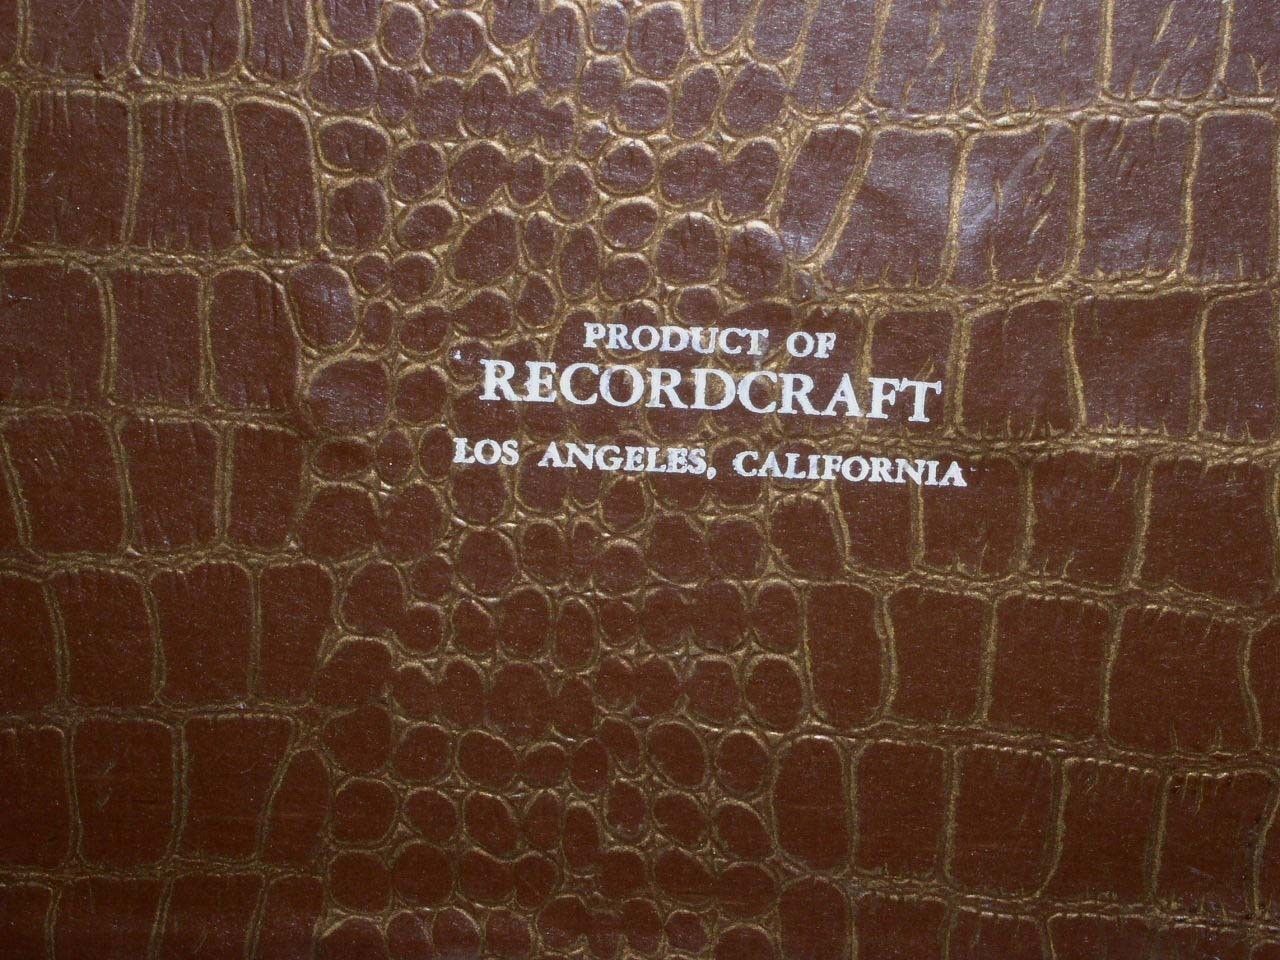 PRODUCT OF
RECORDCRAFT
LOS ANGELES, CALIFORNIA